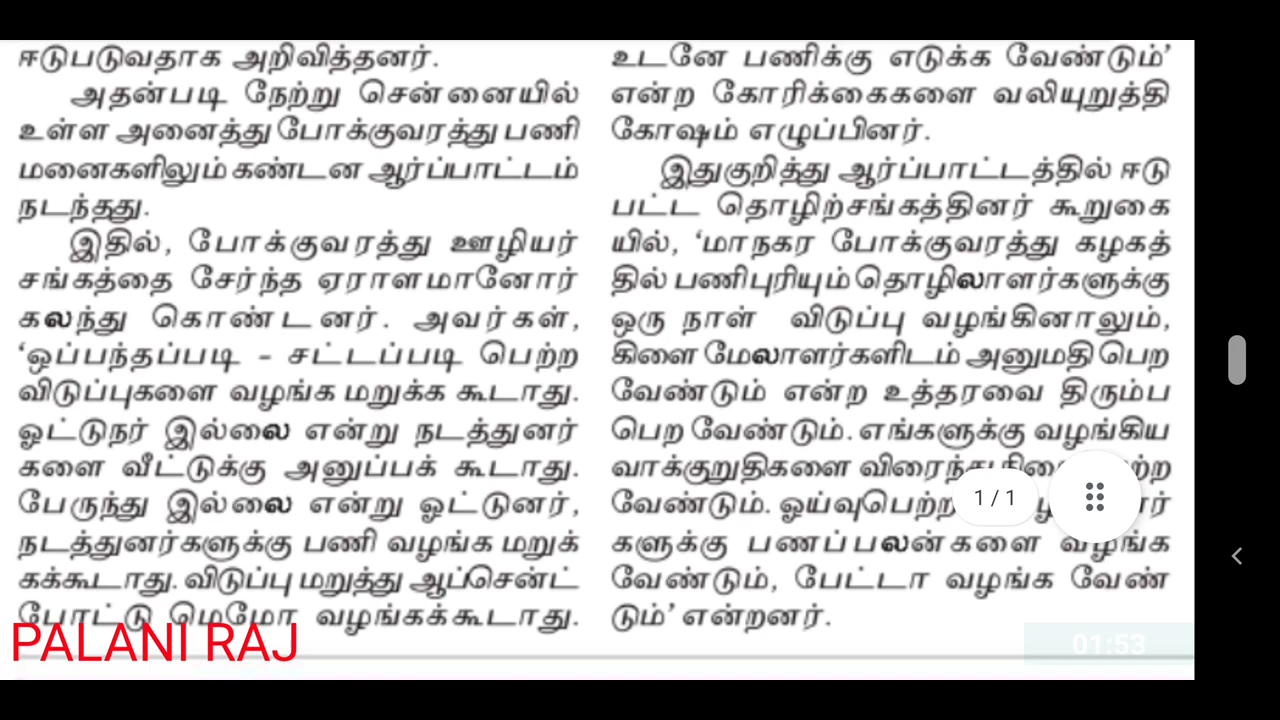 ஈடுபடுவதாக அறிவித்தனர்.
அதன்படி நேற்று சென்னையில்
உள்ள அனைத்து போக்குவரத்து பணி
மனைகளிலும் கண்டன ஆர்ப்பாட்டம்
நடந்தது.
இதில், போக்குவரத்து ஊழியர்
சங்கத்தை சேர்ந்த ஏராளமானோர்
கலந்து கொண்டனர். அவர்கள்,
‘ஒப்பந்தப்படி - சட்டப்படி பெற்ற
விடுப்புகளை வழங்க மறுக்க கூடாது.
ஓட்டுநர் இல்லை என்று நடத்துனர்
களை வீட்டுக்கு அனுப்பக் கூடாது.
பேருந்து இல்லை என்று ஓட்டுனர்,
நடத்துனர்களுக்கு பணி வழங்க மறுக்
கக்கூடாது. விடுப்பு மறுத்து ஆப்சென்ட்
போட்டு மெமோ வழங்கக்கூடாது.
உடனே பணிக்கு எடுக்க வேண்டும்’
என்ற கோரிக்கைகளை வலியுறுத்தி
கோஷம் எழுப்பினர்.
இதுகுறித்து ஆர்ப்பாட்டத்தில் ஈடு
பட்ட தொழிற்சங்கத்தினர் கூறுகை
யில், ‘மாநகர போக்குவரத்து கழகத்
தில் பணிபுரியும் தொழிலாளர்களுக்கு
ஒரு நாள் விடுப்பு வழங்கினாலும்,
கிளை மேலாளர்களிடம் அனுமதி பெற
வேண்டும் என்ற உத்தரவை திரும்ப
பெற வேண்டும். எங்களுக்கு வழங்கிய
வாக்குறுதிகளை
வேண்டும். ஓய்வுபெற்ற
களுக்கு பணப்பலன்களை வழங்க
வேண்டும், பேட்டா வழங்க வேண்
டும்’ என்றனர்.
1 / 1
PALANI RAJ
01:53